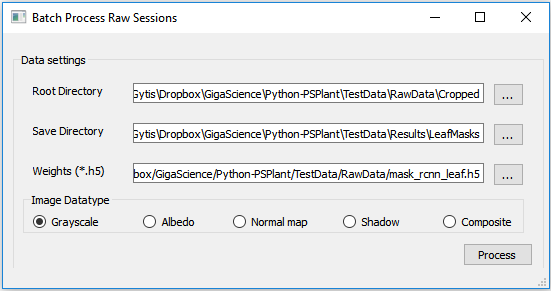 Batch Process Raw Sessions
Data settings
Root Directory Gytis\Dropbox\GigaScience\Python-PSPlant\TestData\RawData\Cropped ...
Save Directory Gytis\Dropbox\GigaScience\Python-PSPlant\TestData\Results\LeafMasks ...
Weights (*.h5) box/GigaScience/Python-PSPlant/TestData/RawData/mask_rcnn_leaf.h5 ...
Image Datatype
Grayscale Albedo Normal map Shadow Composite
Process